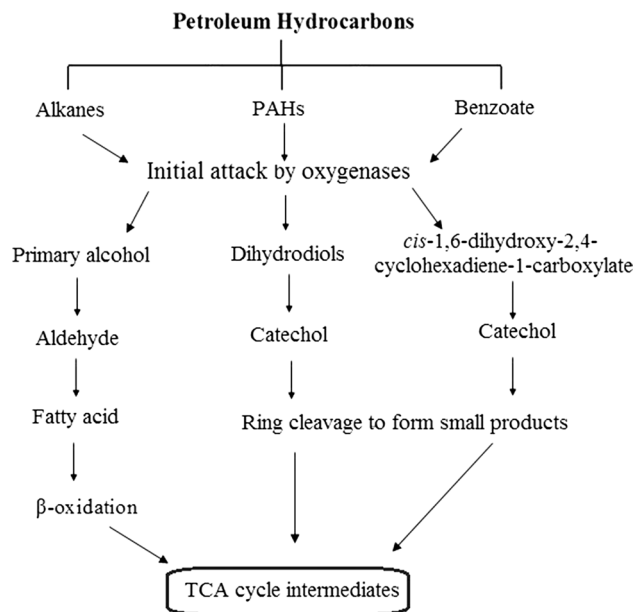 Petroleum Hydrocarbons
Alkanes
PAHs
Benzoate
Initial attack by oxygenases
Primary alcohol
Dihydrodiols
cis-1,6-dihydroxy-2,4-
cyclohexadiene-1-carboxylate
Aldehyde
Catechol
Catechol
Fatty acid
Ring cleavage to form small products
β-oxidation
TCA cycle intermediates